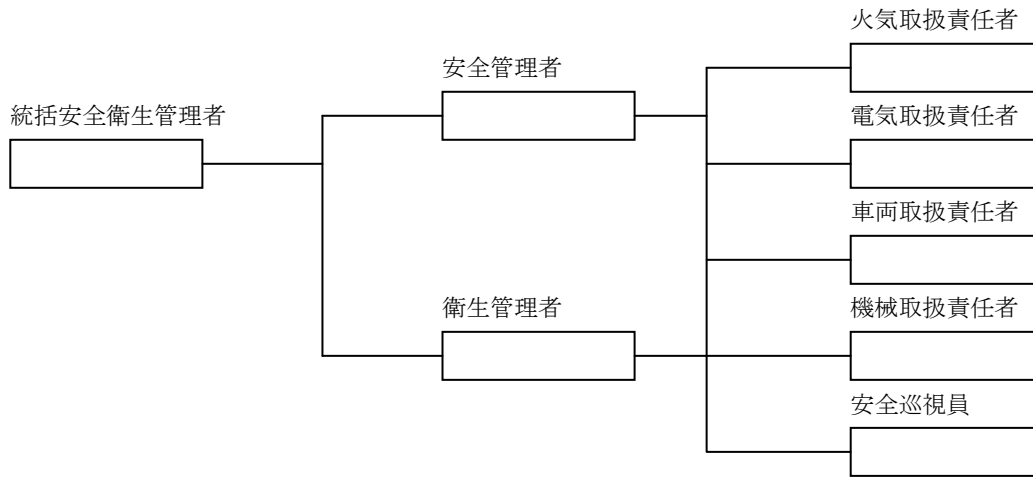 統括安全衛生管理者
安全管理者
衛生管理者
火気取扱責任者
電気取扱責任者
車両取扱責任者
機械取扱責任者
安全巡視員